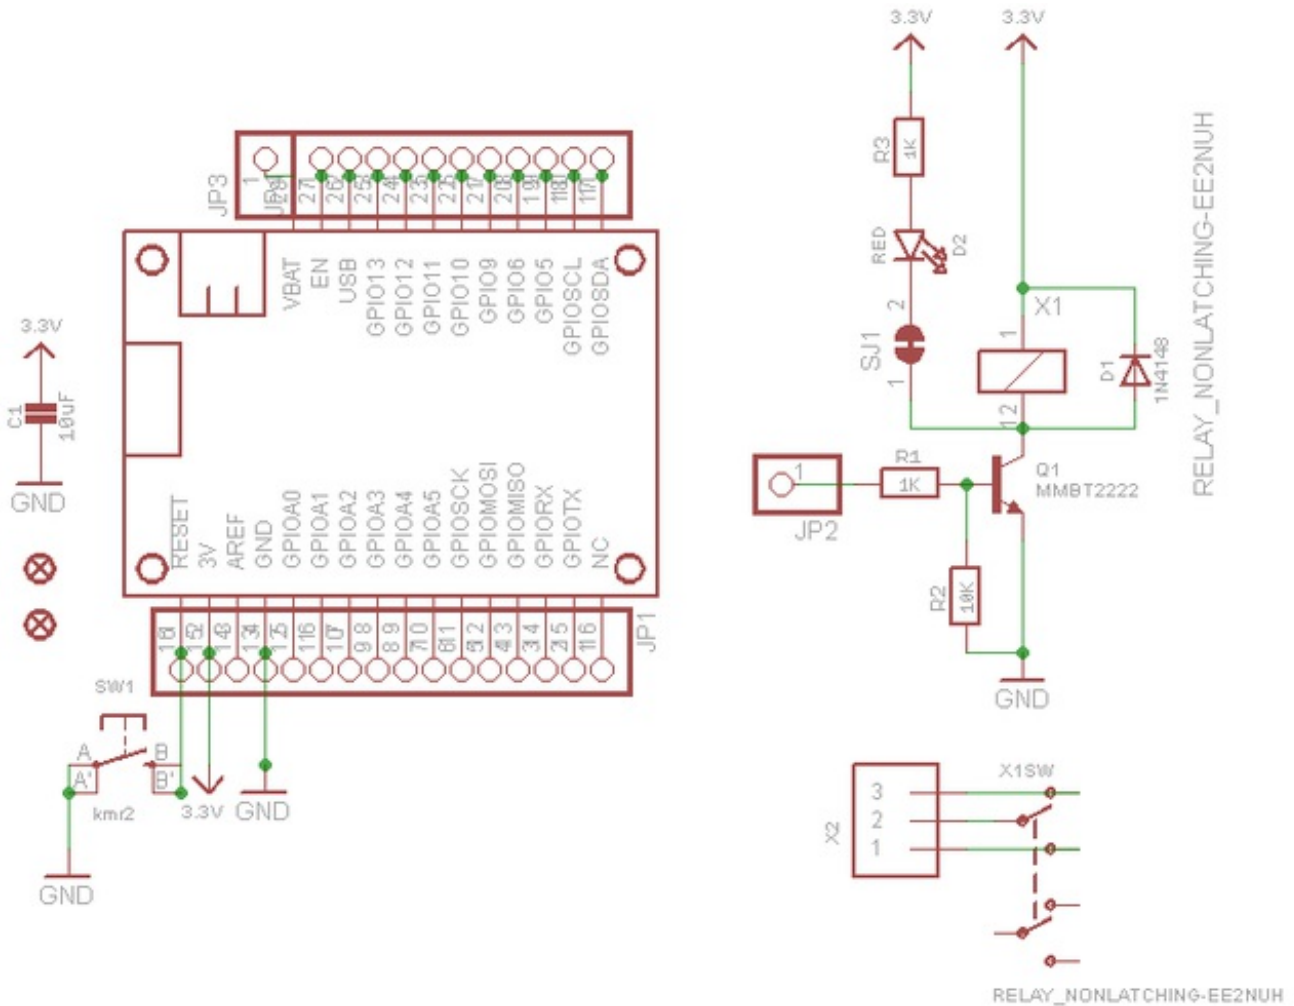 3.3V
3.3V
R3
1K
RED
D2
2
SJ1
1
X1
1
12
D1
1N4148
RELAY_NONLATCHING-EE2NUH
JP3
1
27
26
25
24
23
22
21
20
19
VBAT
EN
USB
GPIO13
GPIO12
GPIO11
GPIO10
GPIO9
GPIO6
GPIO5
GPIOSCL
GPIOSDA
3.3V
C1
10uF
GND
RESET
3V
AREF
GND
GPIOA0
GPIOA1
GPIOA2
GPIOA3
GPIOA4
GPIOA5
GPIOSCK
GPIOMOSI
GPIOMISO
GPIORX
GPIOTX
NC
JP1
SW1
A
B
A'
B'
kmr2
3.3V
GND
GND
1
JP2
R1
1K
Q1
MMBT2222
R2
10K
GND
X2
3
2
1
X1SW
RELAY_NONLATCHING-EE2NUH